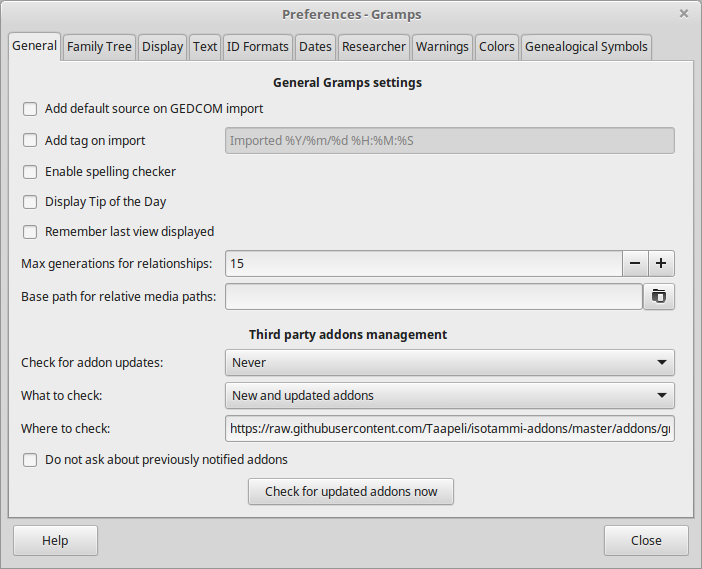 Preferences - Gramps
General Family Tree Display Text ID Formats Dates Researcher Warnings Colors Genealogical Symbols
General Gramps settings
Add default source on GEDCOM import
Add tag on import Imported %Y/%m/%d %H:%M:%S
Enable spelling checker
Display Tip of the Day
Remember last view displayed
Max generations for relationships: 15
Base path for relative media paths:
Third party addons management
Check for addon updates: Never
What to check: New and updated addons
Where to check: https://raw.githubusercontent.com/Taapeli/isotammi-addons/master/addons/g
Do not ask about previously notified addons
Check for updated addons now
Help Close